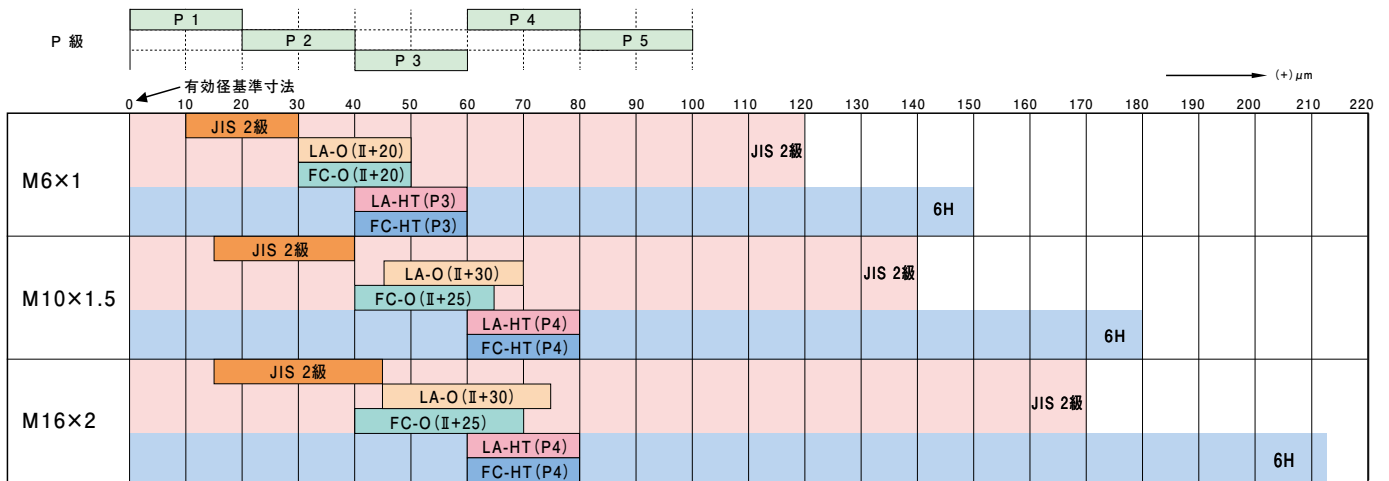 P 1
P 4
P 級
P 2
P 5
P 3
有効径基準寸法
(+)μm
0 10 20 30 40 50 60 70 80 90 100 110 120 130 140 150 160 170 180 190 200 210 220
JIS 2級
LA-O(Ⅱ+20)
JIS 2級
FC-O(Ⅱ+20)
M6×1
LA-HT(P3)
6H
FC-HT(P3)
JIS 2級
LA-O(Ⅱ+30)
JIS 2級
FC-O(Ⅱ+25)
M10×1.5
LA-HT(P4)
6H
FC-HT(P4)
JIS 2級
LA-O(Ⅱ+30)
JIS 2級
FC-O(Ⅱ+25)
M16×2
LA-HT(P4)
6H
FC-HT(P4)